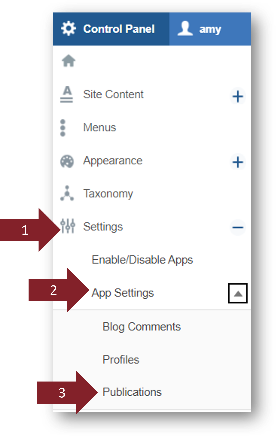 Control Panel amy
Site Content
Menus
Appearance
Taxonomy
1 Settings
Enable/Disable Apps
2 App Settings
Blog Comments
Profiles
3 Publications